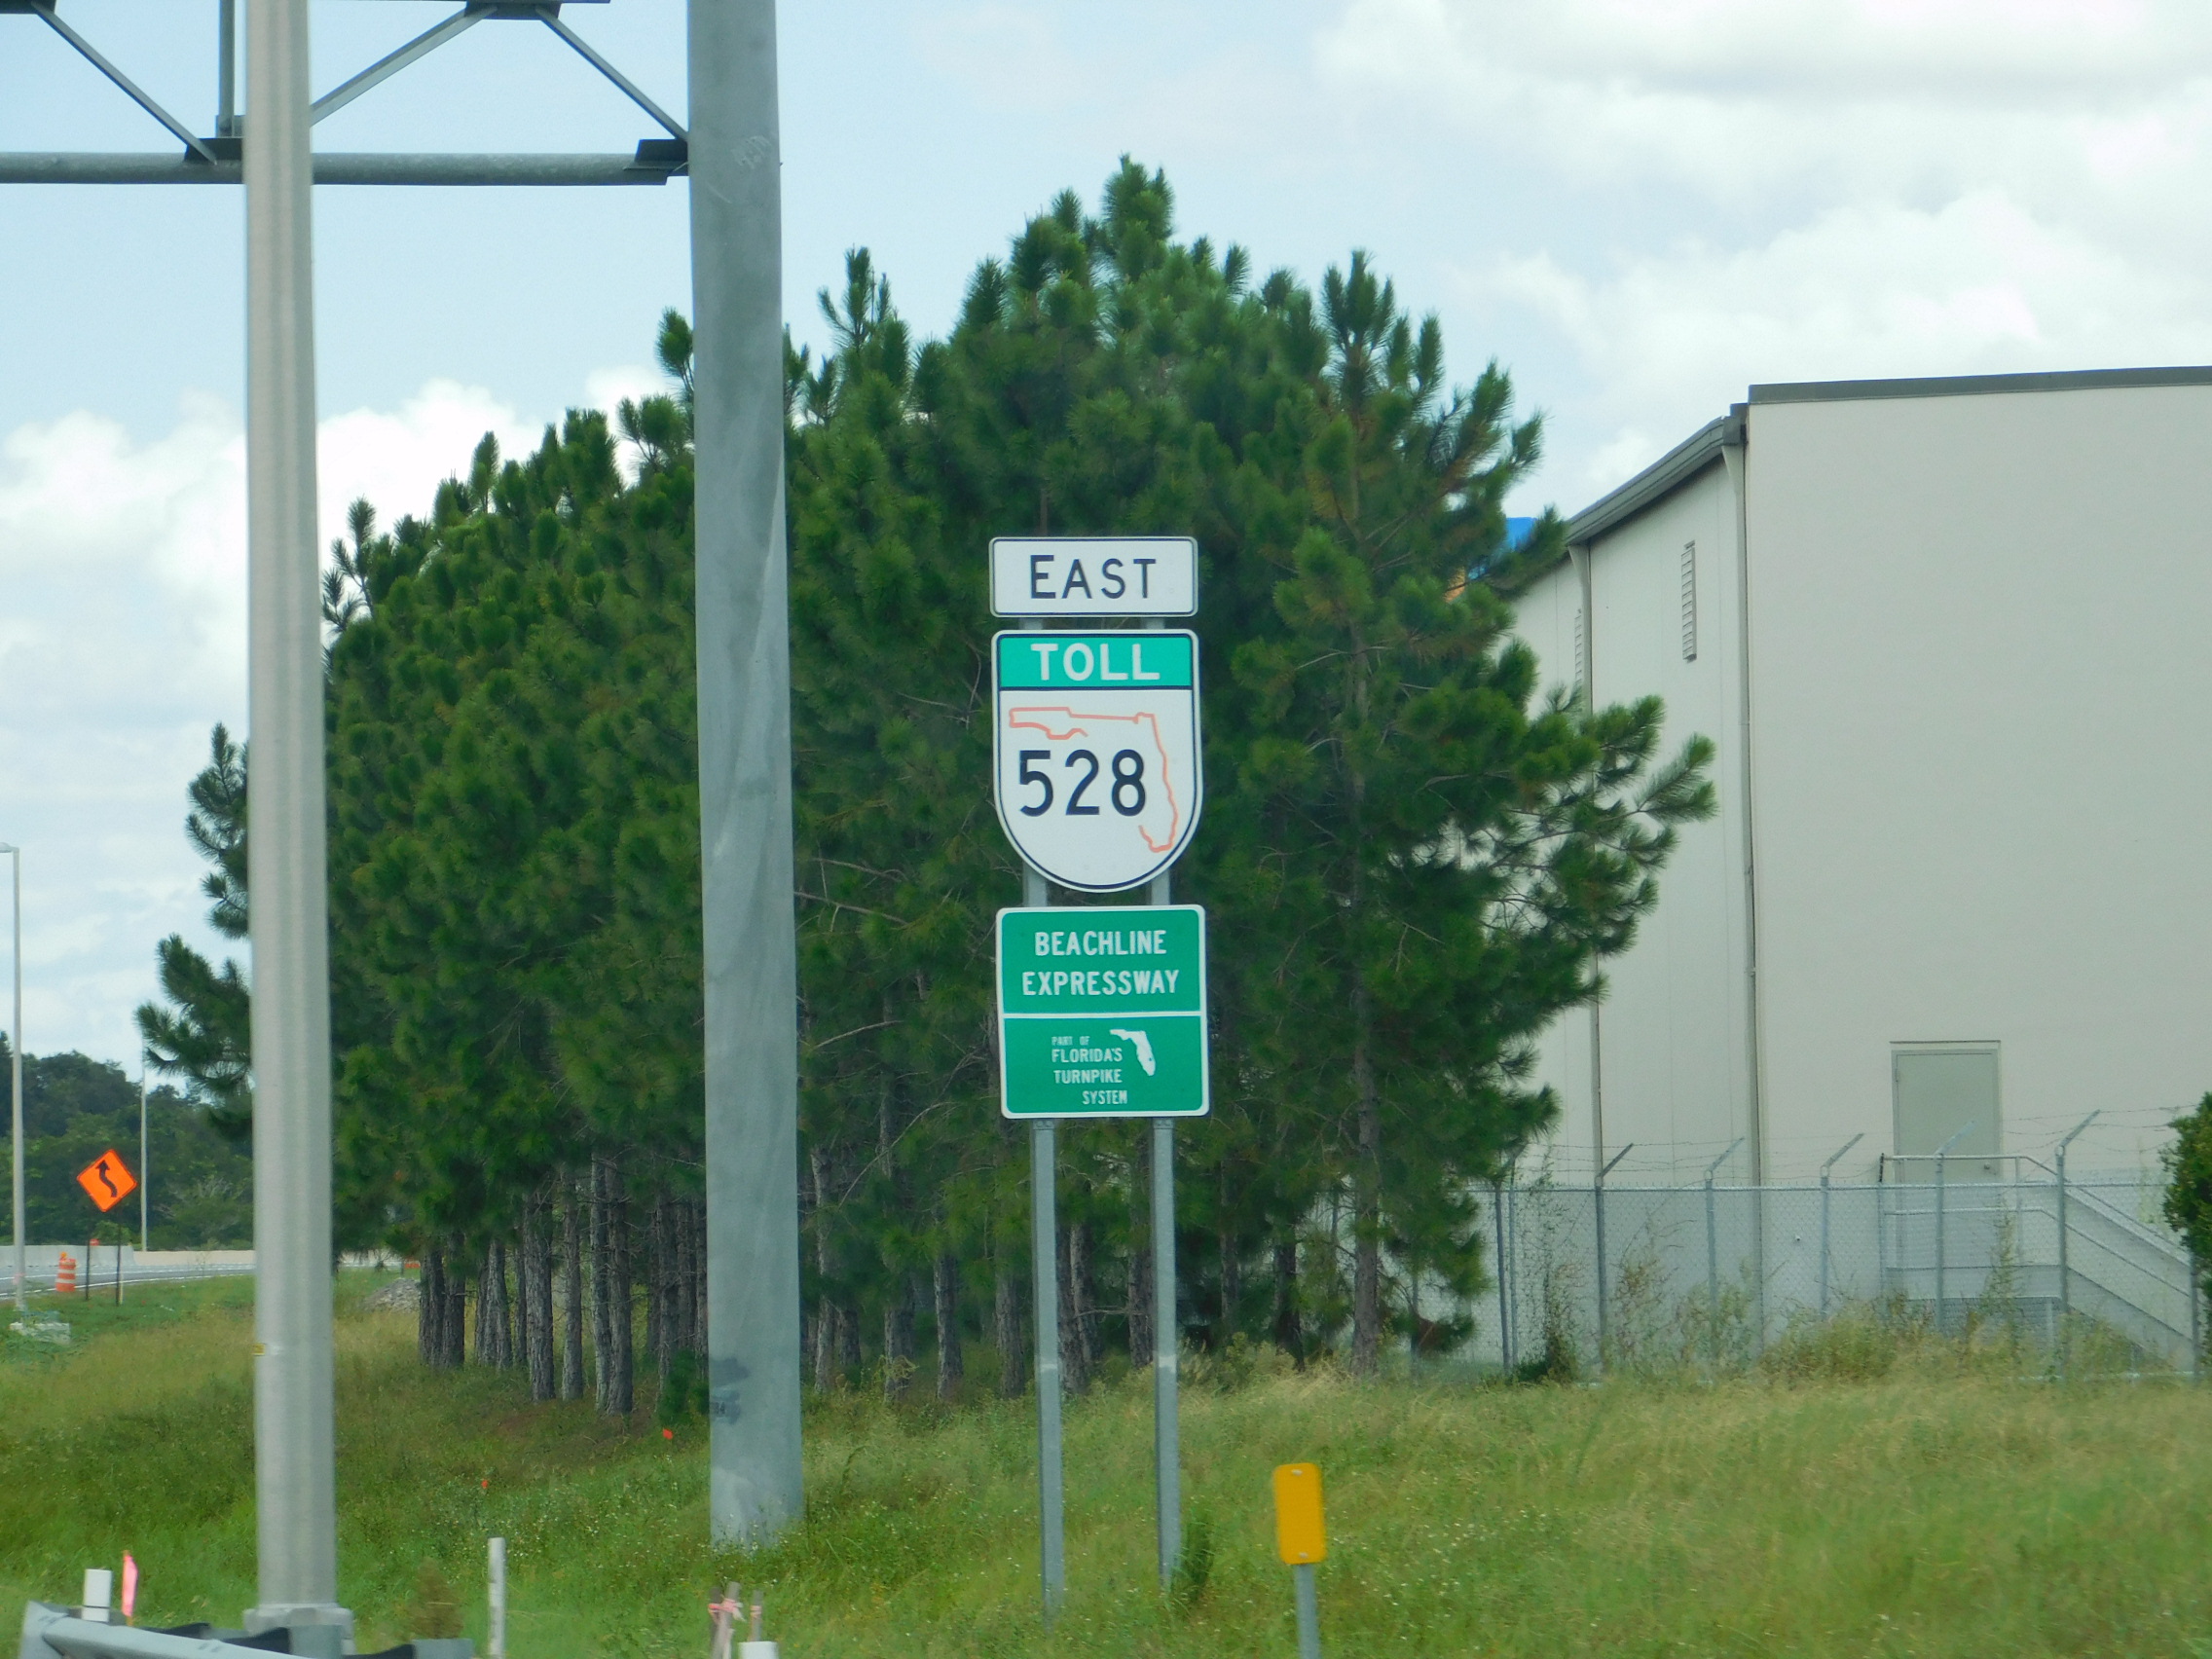 EAST
TOLL
528
BEACHLINE
EXPRESSWAY
PART OF
FLORIDA'S
TURNPIKE
SYSTEM